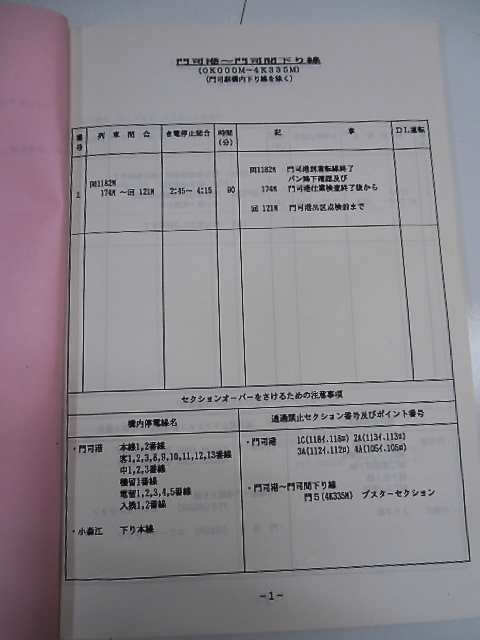 門司港～門司間下り線
(0K000M～4K335M)
(門司駅構内下り線を除く)
番号 列車間合 き電停止間合 時間(分) 記事 DL運転
1 回1182M 174M ～回 121M 2:45～ 4:15 90
回1182M 門司港到着転線終了
パン降下確認及び
174M 門司港仕業検査終了後から
回 121M 門司港出区点検前まで
セクションオーバーをさけるための注意事項
構内停電線名 通過禁止セクション番号及びポイント番号
・門司港 本線1,2番線
客1,2,3,8,9,10,11,12,13番線
中1,2,3番線
機留1番線
電留1,2,3,4,5番線
入換1,2番線
・小森江 下り本線
・門司港 1C(118イ.118ロ) 2A(113イ.113ロ)
3A(112イ.112ロ) 4A(105イ.105ロ)
・門司港～門司間下り線
門5(4K335M) ブスターセクション
-1-